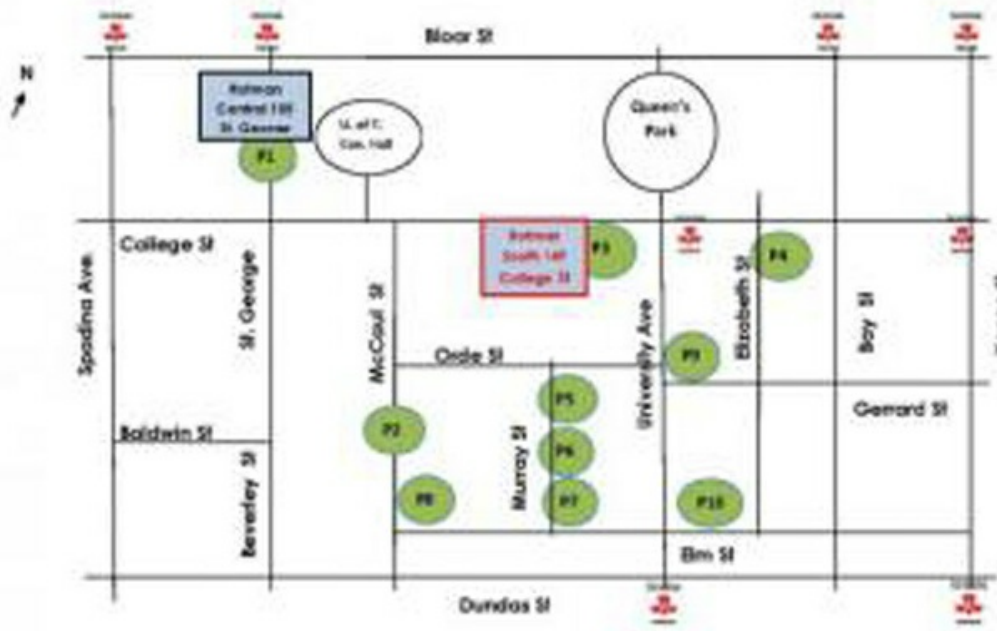 Bloor St
N
Rotman
Central 105
St. George
P1
U. of T.
Con. Hall
Queen's
Park
College St
Rotman
South 149
College St
P3
P4
Spadina Ave
St. George
McCaul St
University Ave
Elizabeth St
Bay St
Orde St
P9
P5
Gerrard St
P2
Baldwin St
P6
Murray St
Beverley St
P8
P7
P10
Elm St
Dundas St